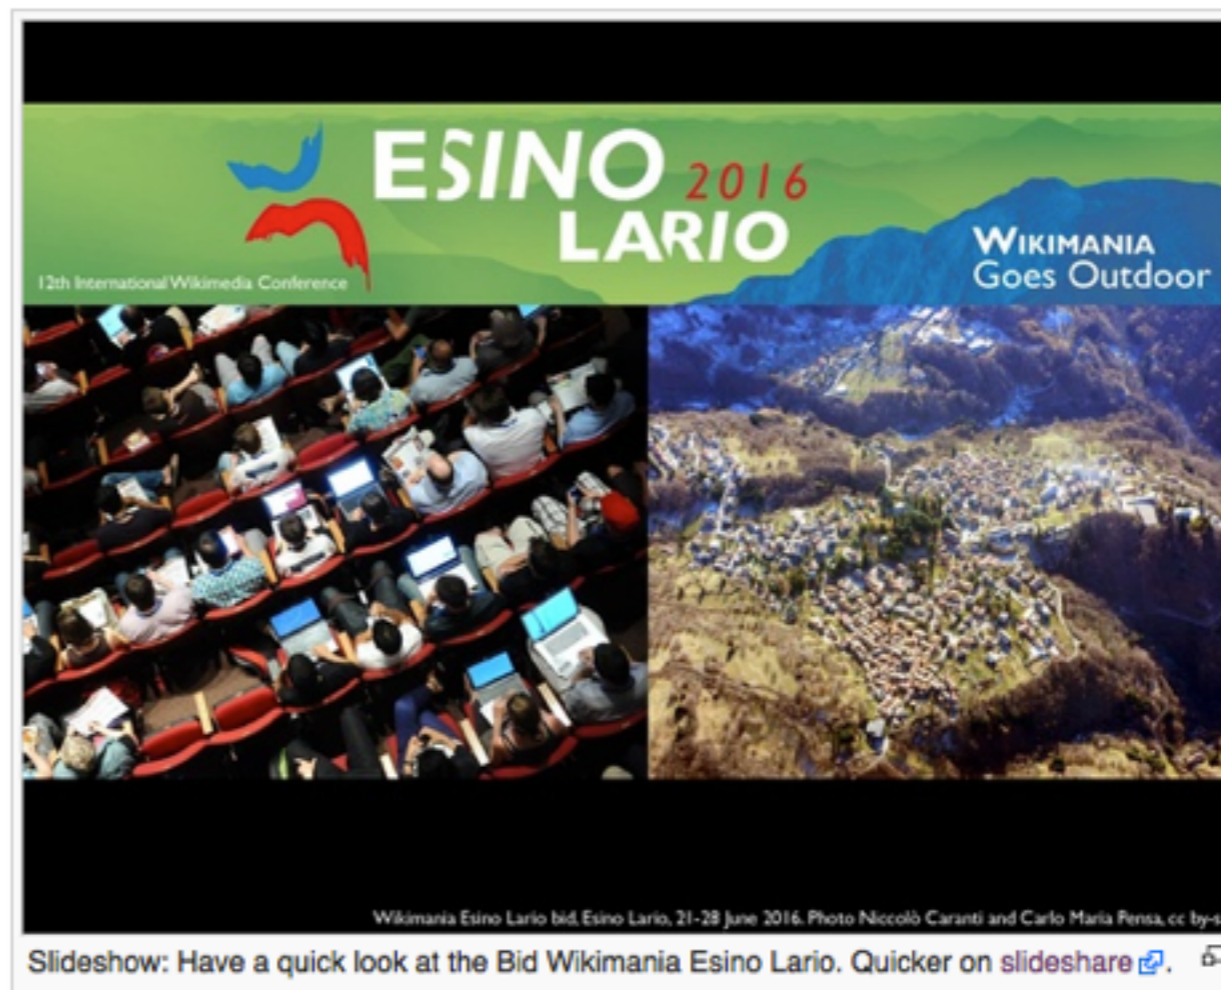 ESINO 2016
LARIO
WIKIMANIA
Goes Outdoor
12th International Wikimedia Conference
Wikimania Esino Lario bid, Esino Lario, 21-28 June 2016. Photo Niccolò Caranti and Carlo Maria Pensa, cc by-s
Slideshow: Have a quick look at the Bid Wikimania Esino Lario. Quicker on slideshare.